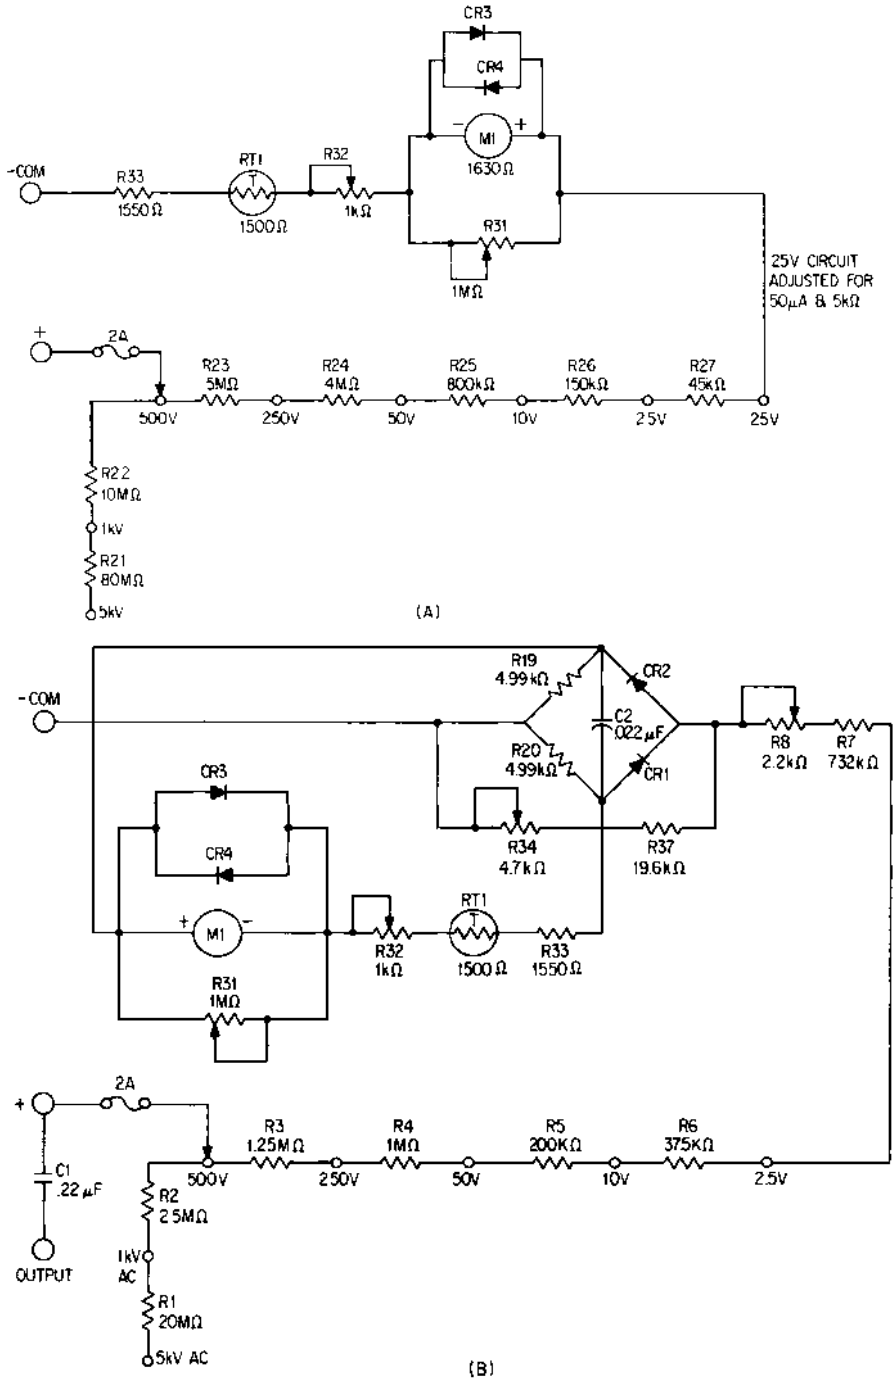 CR3
CR4
- M1 +
1630Ω
-COM
R33
1550Ω
RT1
T
1500Ω
R32
1kΩ
R31
1MΩ
25V CIRCUIT
ADJUSTED FOR
50μA & 5kΩ
+
2A
500V
R23
5MΩ
250V
R24
4MΩ
50V
R25
800kΩ
10V
R26
150kΩ
25V
R27
45kΩ
25V
R22
10MΩ
1kV
R21
80MΩ
5kV
(A)
-COM
R19
4.99kΩ
CR2
C2
.022μF
R20
4.99kΩ
CR1
R8
2.2kΩ
R7
732kΩ
CR3
CR4
R34
4.7kΩ
R37
19.6kΩ
+ M1 -
R32
1kΩ
RT1
T
1500Ω
R33
1550Ω
R31
1MΩ
+
2A
C1
.22μF
OUTPUT
500V
R3
1.25MΩ
250V
R4
1MΩ
50V
R5
200KΩ
10V
R6
375KΩ
2.5V
R2
2.5MΩ
1kV
AC
R1
20MΩ
5kV AC
(B)